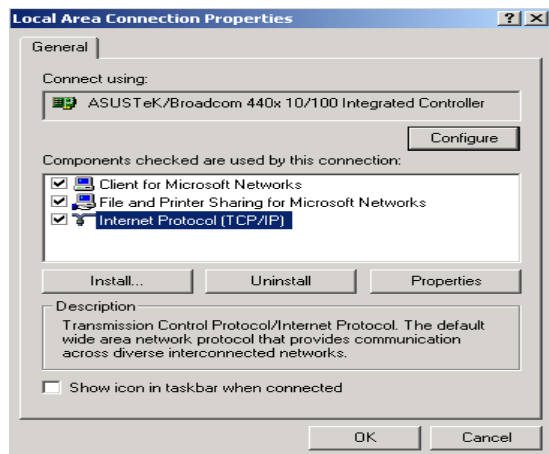 Local Area Connection Properties
General
Connect using:
ASUSTeK/Broadcom 440x 10/100 Integrated Controller
Configure
Components checked are used by this connection:
Client for Microsoft Networks
File and Printer Sharing for Microsoft Networks
Internet Protocol (TCP/IP)
Install... Uninstall Properties
Description
Transmission Control Protocol/Internet Protocol. The default
wide area network protocol that provides communication
across diverse interconnected networks.
Show icon in taskbar when connected
OK Cancel